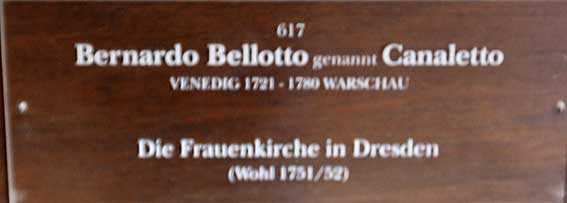 617
Bernardo Bellotto genannt Canaletto
VENEDIG 1721 - 1780 WARSCHAU
Die Frauenkirche in Dresden
(Wohl 1751/52)